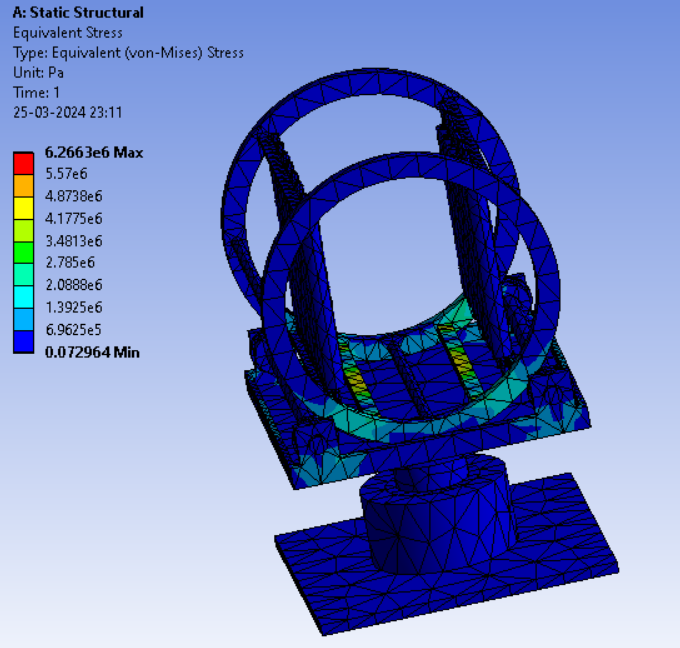 A: Static Structural
Equivalent Stress
Type: Equivalent (von-Mises) Stress
Unit: Pa
Time: 1
25-03-2024 23:11
6.2663e6 Max
5.57e6
4.8738e6
4.1775e6
3.4813e6
2.785e6
2.0888e6
1.3925e6
6.9625e5
0.072964 Min